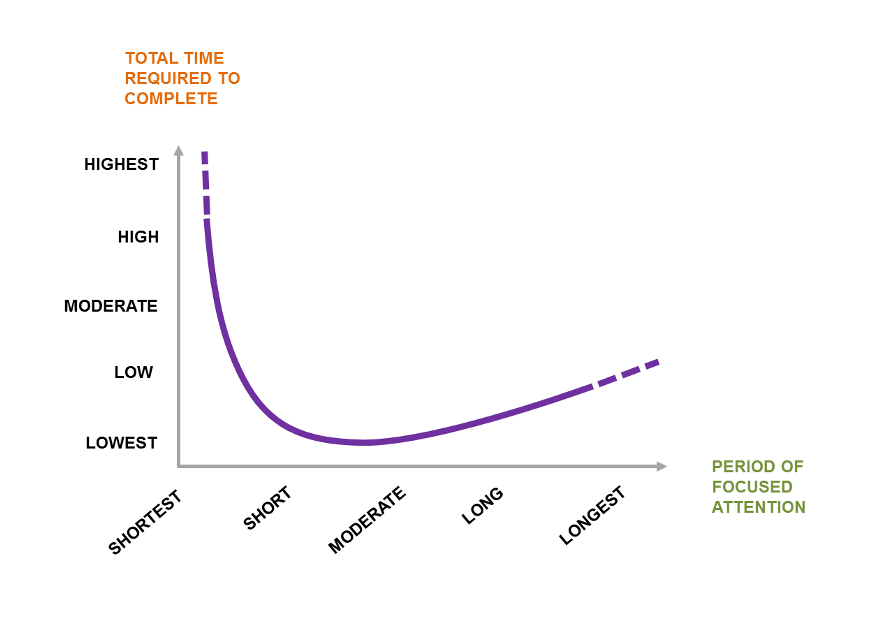 TOTAL TIME
REQUIRED TO
COMPLETE
HIGHEST
HIGH
MODERATE
LOW
LOWEST
SHORTEST
SHORT
MODERATE
LONG
LONGEST
PERIOD OF
FOCUSED
ATTENTION